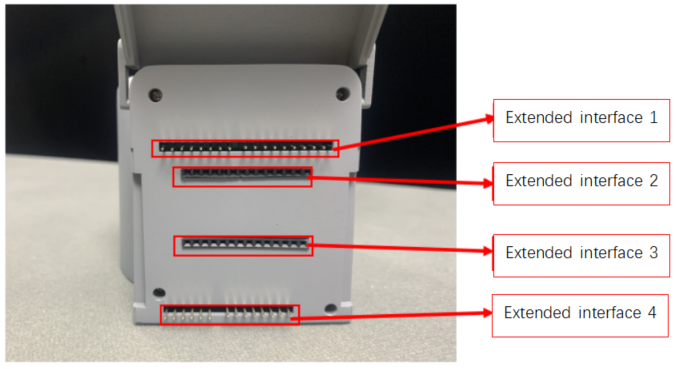 Extended interface 1
Extended interface 2
Extended interface 3
Extended interface 4